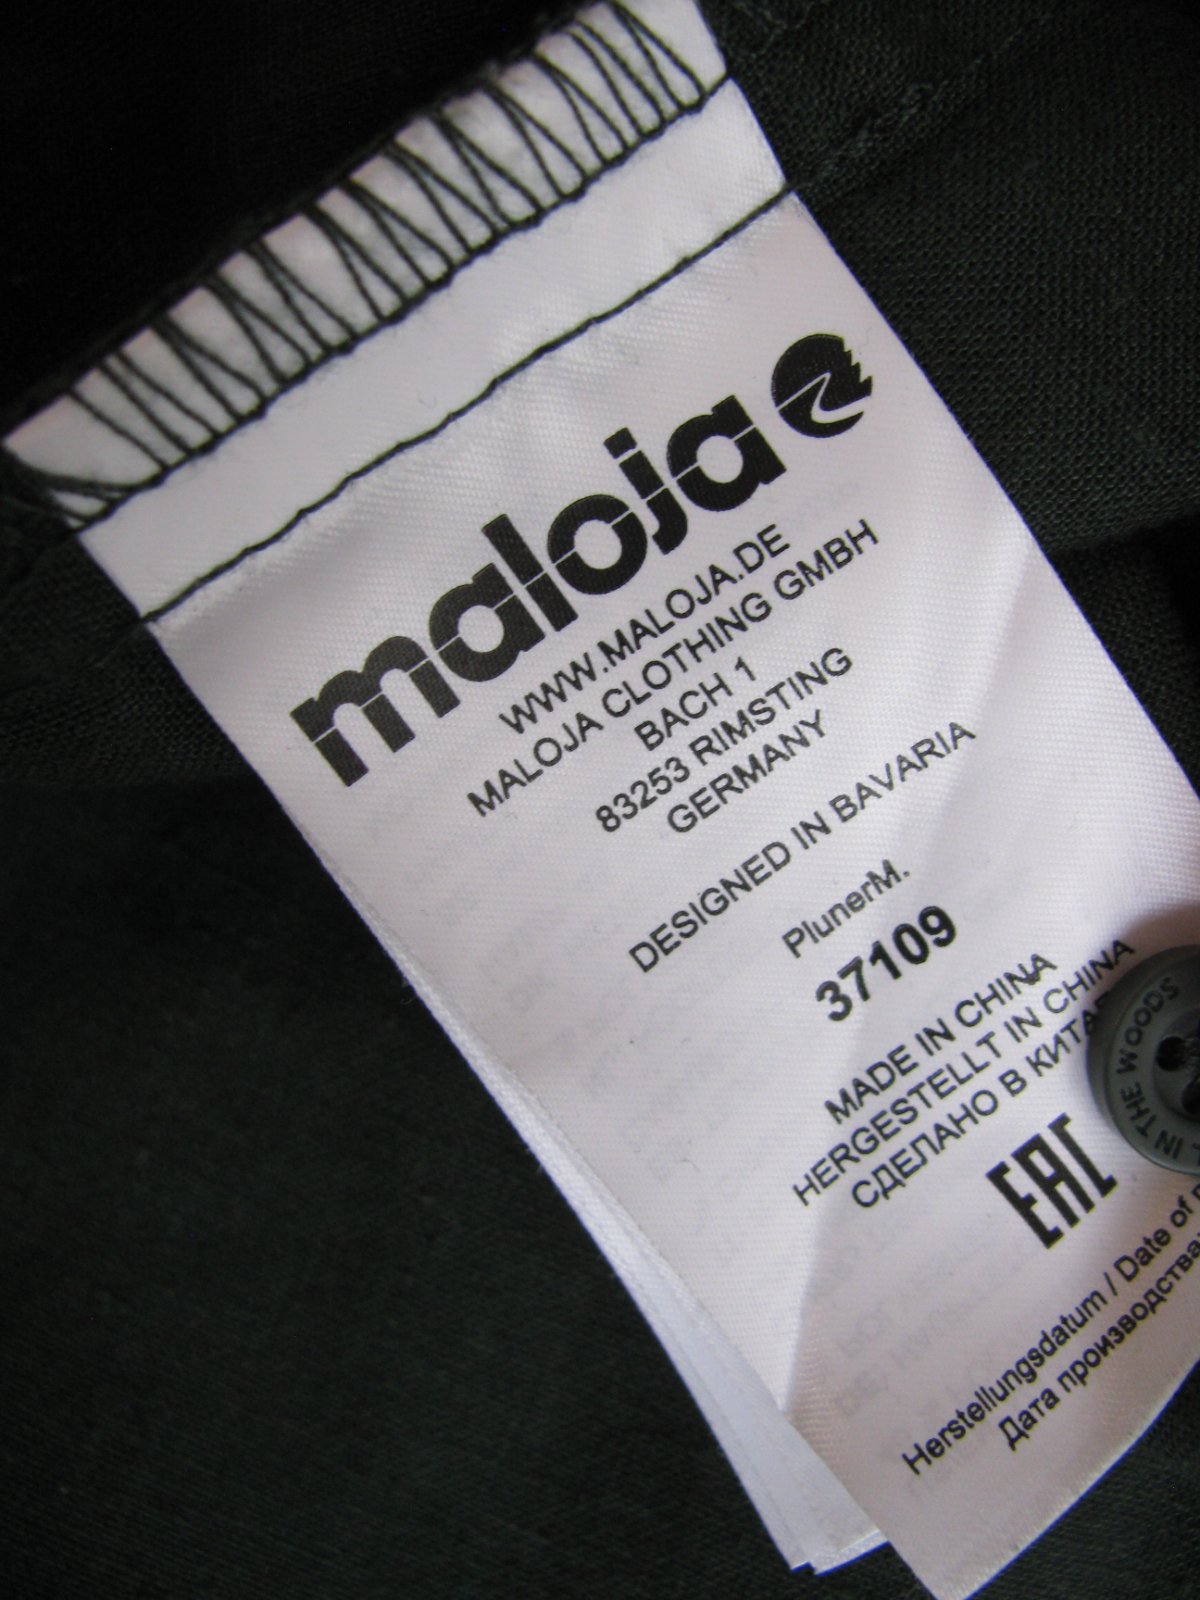 maloja
WWW.MALOJA.DE
MALOJA CLOTHING GMBH
BACH 1
83253 RIMSTING
GERMANY
DESIGNED IN BAVARIA
PlunerM.
37109
MADE IN CHINA
HERGESTELLT IN CHINA
СДЕЛАНО В КИТАЕ
EAC
Herstellungsdatum / Date of
Дата производства:
IN THE WOODS